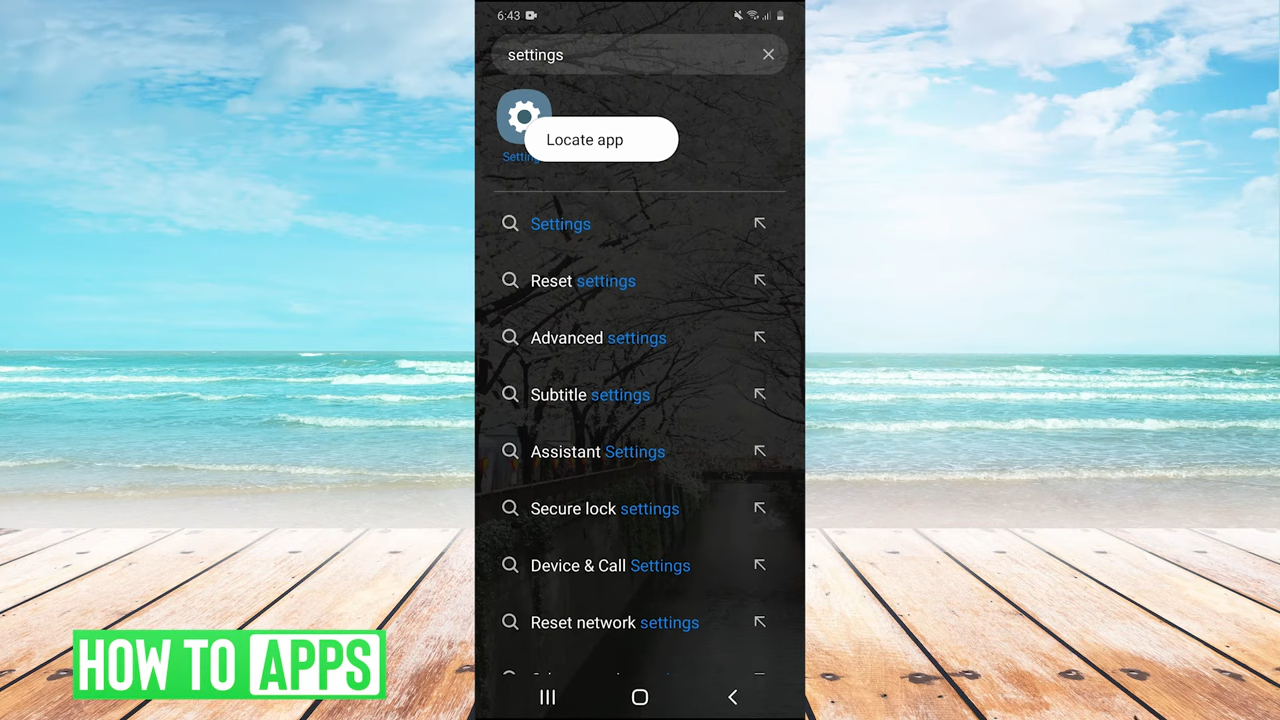 6:43
settings
Locate app
Settings
Reset settings
Advanced settings
Subtitle settings
Assistant Settings
Secure lock settings
Device & Call Settings
Reset network settings
HOW TO APPS